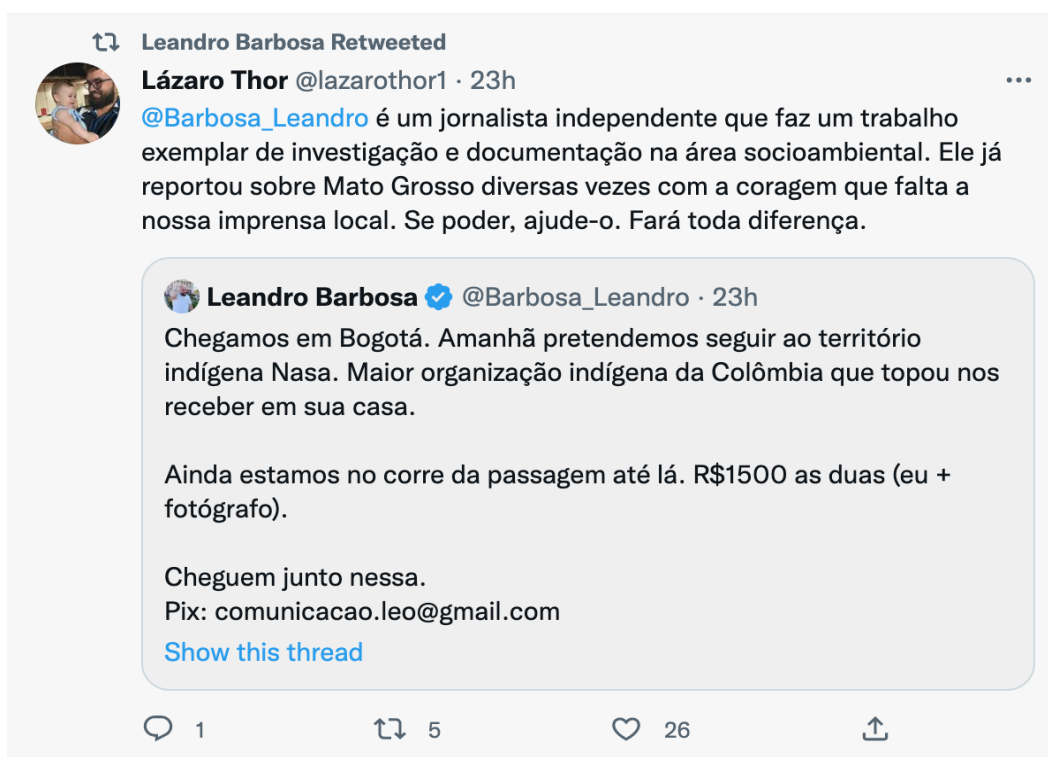 Leandro Barbosa Retweeted
Lázaro Thor @lazarothor1 · 23h
@Barbosa_Leandro é um jornalista independente que faz um trabalho
exemplar de investigação e documentação na área socioambiental. Ele já
reportou sobre Mato Grosso diversas vezes com a coragem que falta a
nossa imprensa local. Se poder, ajude-o. Fará toda diferença.
Leandro Barbosa @Barbosa_Leandro · 23h
Chegamos em Bogotá. Amanhã pretendemos seguir ao território
indígena Nasa. Maior organização indígena da Colômbia que topou nos
receber em sua casa.
Ainda estamos no corre da passagem até lá. R$1500 as duas (eu +
fotógrafo).
Cheguem junto nessa.
Pix: comunicacao.leo@gmail.com
Show this thread
1 5 26